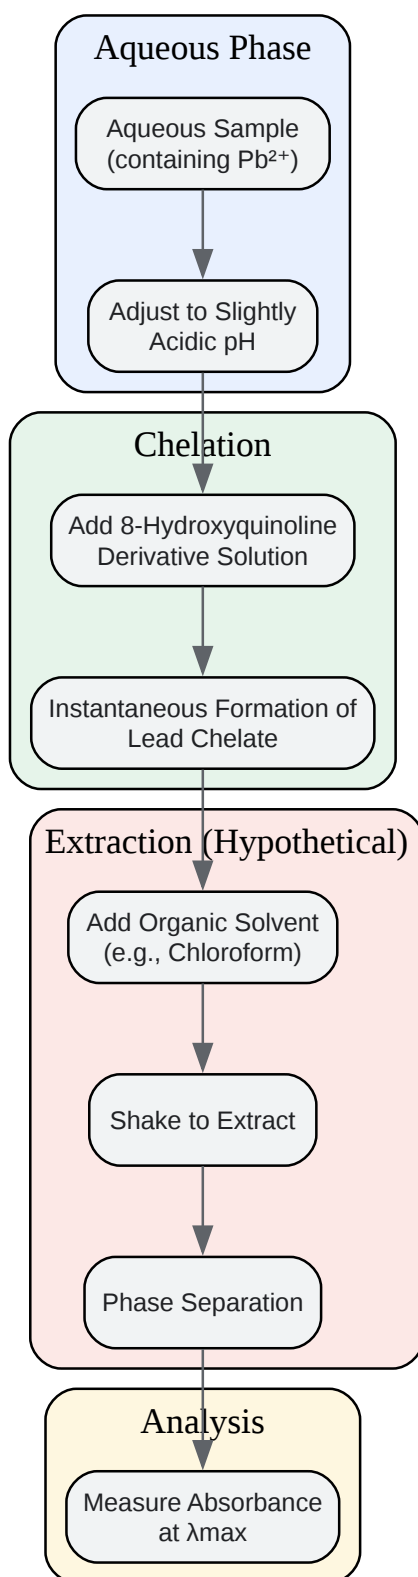 Aqueous Phase
Aqueous Sample
(containing Pb²⁺)
Adjust to Slightly
Acidic pH
Chelation
Add 8-Hydroxyquinoline
Derivative Solution
Instantaneous Formation of
Lead Chelate
Extraction (Hypothetical)
Add Organic Solvent
(e.g., Chloroform)
Shake to Extract
Phase Separation
Analysis
Measure Absorbance
at λmax